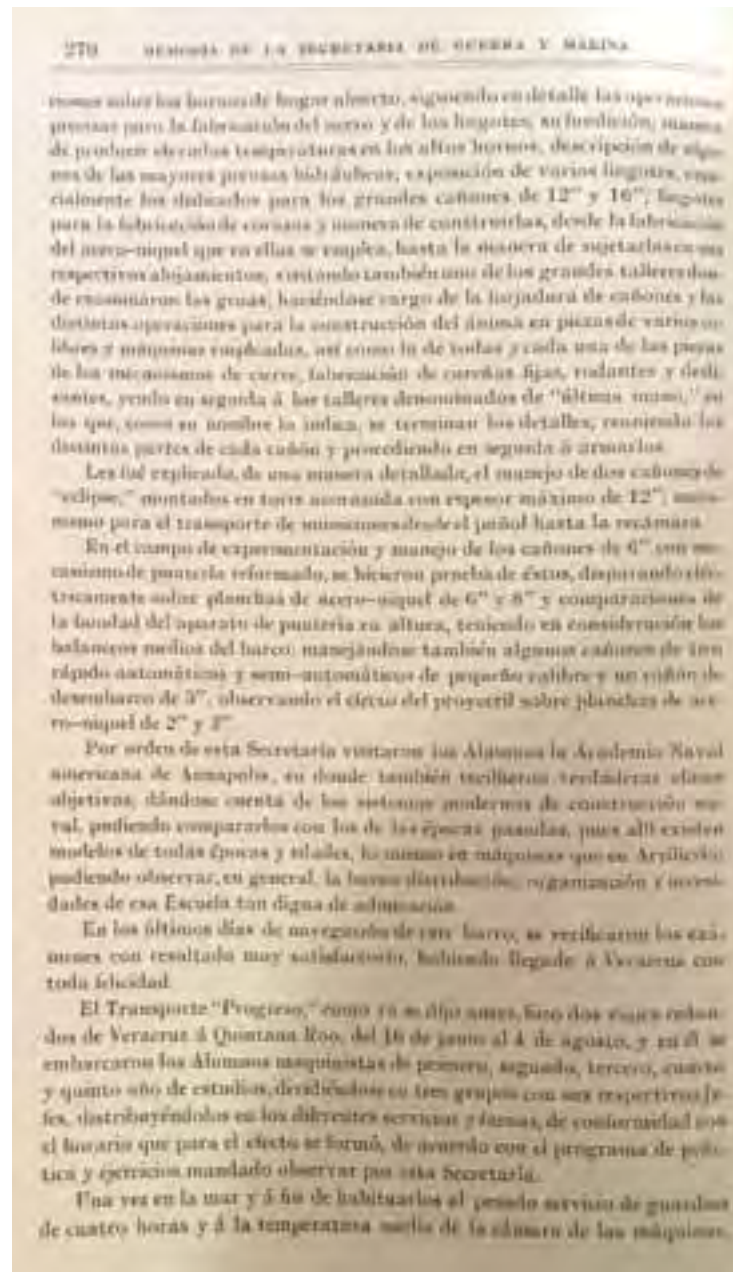 270 MEMORIA DE LA SECRETARIA DE GUERRA Y MARINA
sobre los hornos de hogar abierto, siguiendo en detalle las operaciones
precisas para la fabricación del acero y de los lingotes, su fundición, manera
de producir elevadas temperaturas en los altos hornos, descripción de algu-
nas de las mayores prensas hidráulicas, exposición de varios lingotes, espe-
cialmente los dedicados para los grandes cañones de 12" y 16", lingotes
para la fabricación de corazas y manera de construirlas, desde la fabricación
del acero-niquel que en ellas se emplea, hasta la manera de sujetarlas en sus
respectivos alojamientos, visitando también uno de los grandes talleres don-
de examinaron las gruas, haciéndose cargo de la forjadura de cañones y las
distintas operaciones para la construcción del ánima en piezas de varios ca-
libres y máquinas empleadas, así como la de todas y cada una de las piezas
de los mecanismos de cierre, fabricación de cureñas fijas, rodantes y desli-
zantes, yendo en seguida á los talleres denominados de "última mano," en
los que, como su nombre lo indica, se terminan los detalles, reuniendo las
distintas partes de cada cañón y procediendo en seguida á armarlos.
Les fué explicado, de una manera detallada, el manejo de dos cañones de
"eclipse," montados en torre acorazada con espesor máximo de 12", meca-
nismo para el transporte de municiones desde el pañol hasta la recámara.
En el campo de experimentación y manejo de los cañones de 6" con me-
canismo de puntería reformado, se hicieron prueba de éstos, disparando eléc-
tricamente sobre planchas de acero-niquel de 6" y 8" y comparaciones de
la bondad del aparato de puntería en altura, teniendo en consideración los
balances medios del barco; manejándose también algunos cañones de tiro
rápido automáticos y semi-automáticos de pequeño calibre y un cañón de
desembarco de 3", observando el efecto del proyectil sobre planchas de ace-
ro-niquel de 2" y 3"
Por orden de esta Secretaría visitaron los Alumnos la Academia Naval
americana de Annapolis, en donde también recibieron verdaderas clases
objetivas, dándose cuenta de los sistemas modernos de construcción na-
val, pudiendo compararlos con los de las épocas pasadas, pues allí existen
modelos de todas épocas y edades, lo mismo en máquinas que en Artillería;
pudiendo observar, en general, la buena distribución, organización y
dades de esa Escuela tan digna de admiración.
En los últimos días de navegación de este barco, se verificaron los exá-
menes con resultado muy satisfactorio, habiendo llegado á Veracruz con
toda felicidad.
El Transporte "Progreso," como ya se dijo antes, hizo dos viajes redon-
dos de Veracruz á Quintana Roo, del 16 de junio al 4 de agosto, y en él se
embarcaron los Alumnos maquinistas de primero, segundo, tercero, cuarto
y quinto año de estudios, dividiéndose en tres grupos con sus respectivos Je-
fes, distribuyéndolos en los diferentes servicios y faenas, de conformidad con
el horario que para el efecto se formó, de acuerdo con el programa de prác-
tica y ejercicios mandado observar por esta Secretaría.
Una vez en la mar y á fin de habituarlos al pesado servicio de guardias
de cuatro horas y á la temperatura media de la cámara de las máquinas,